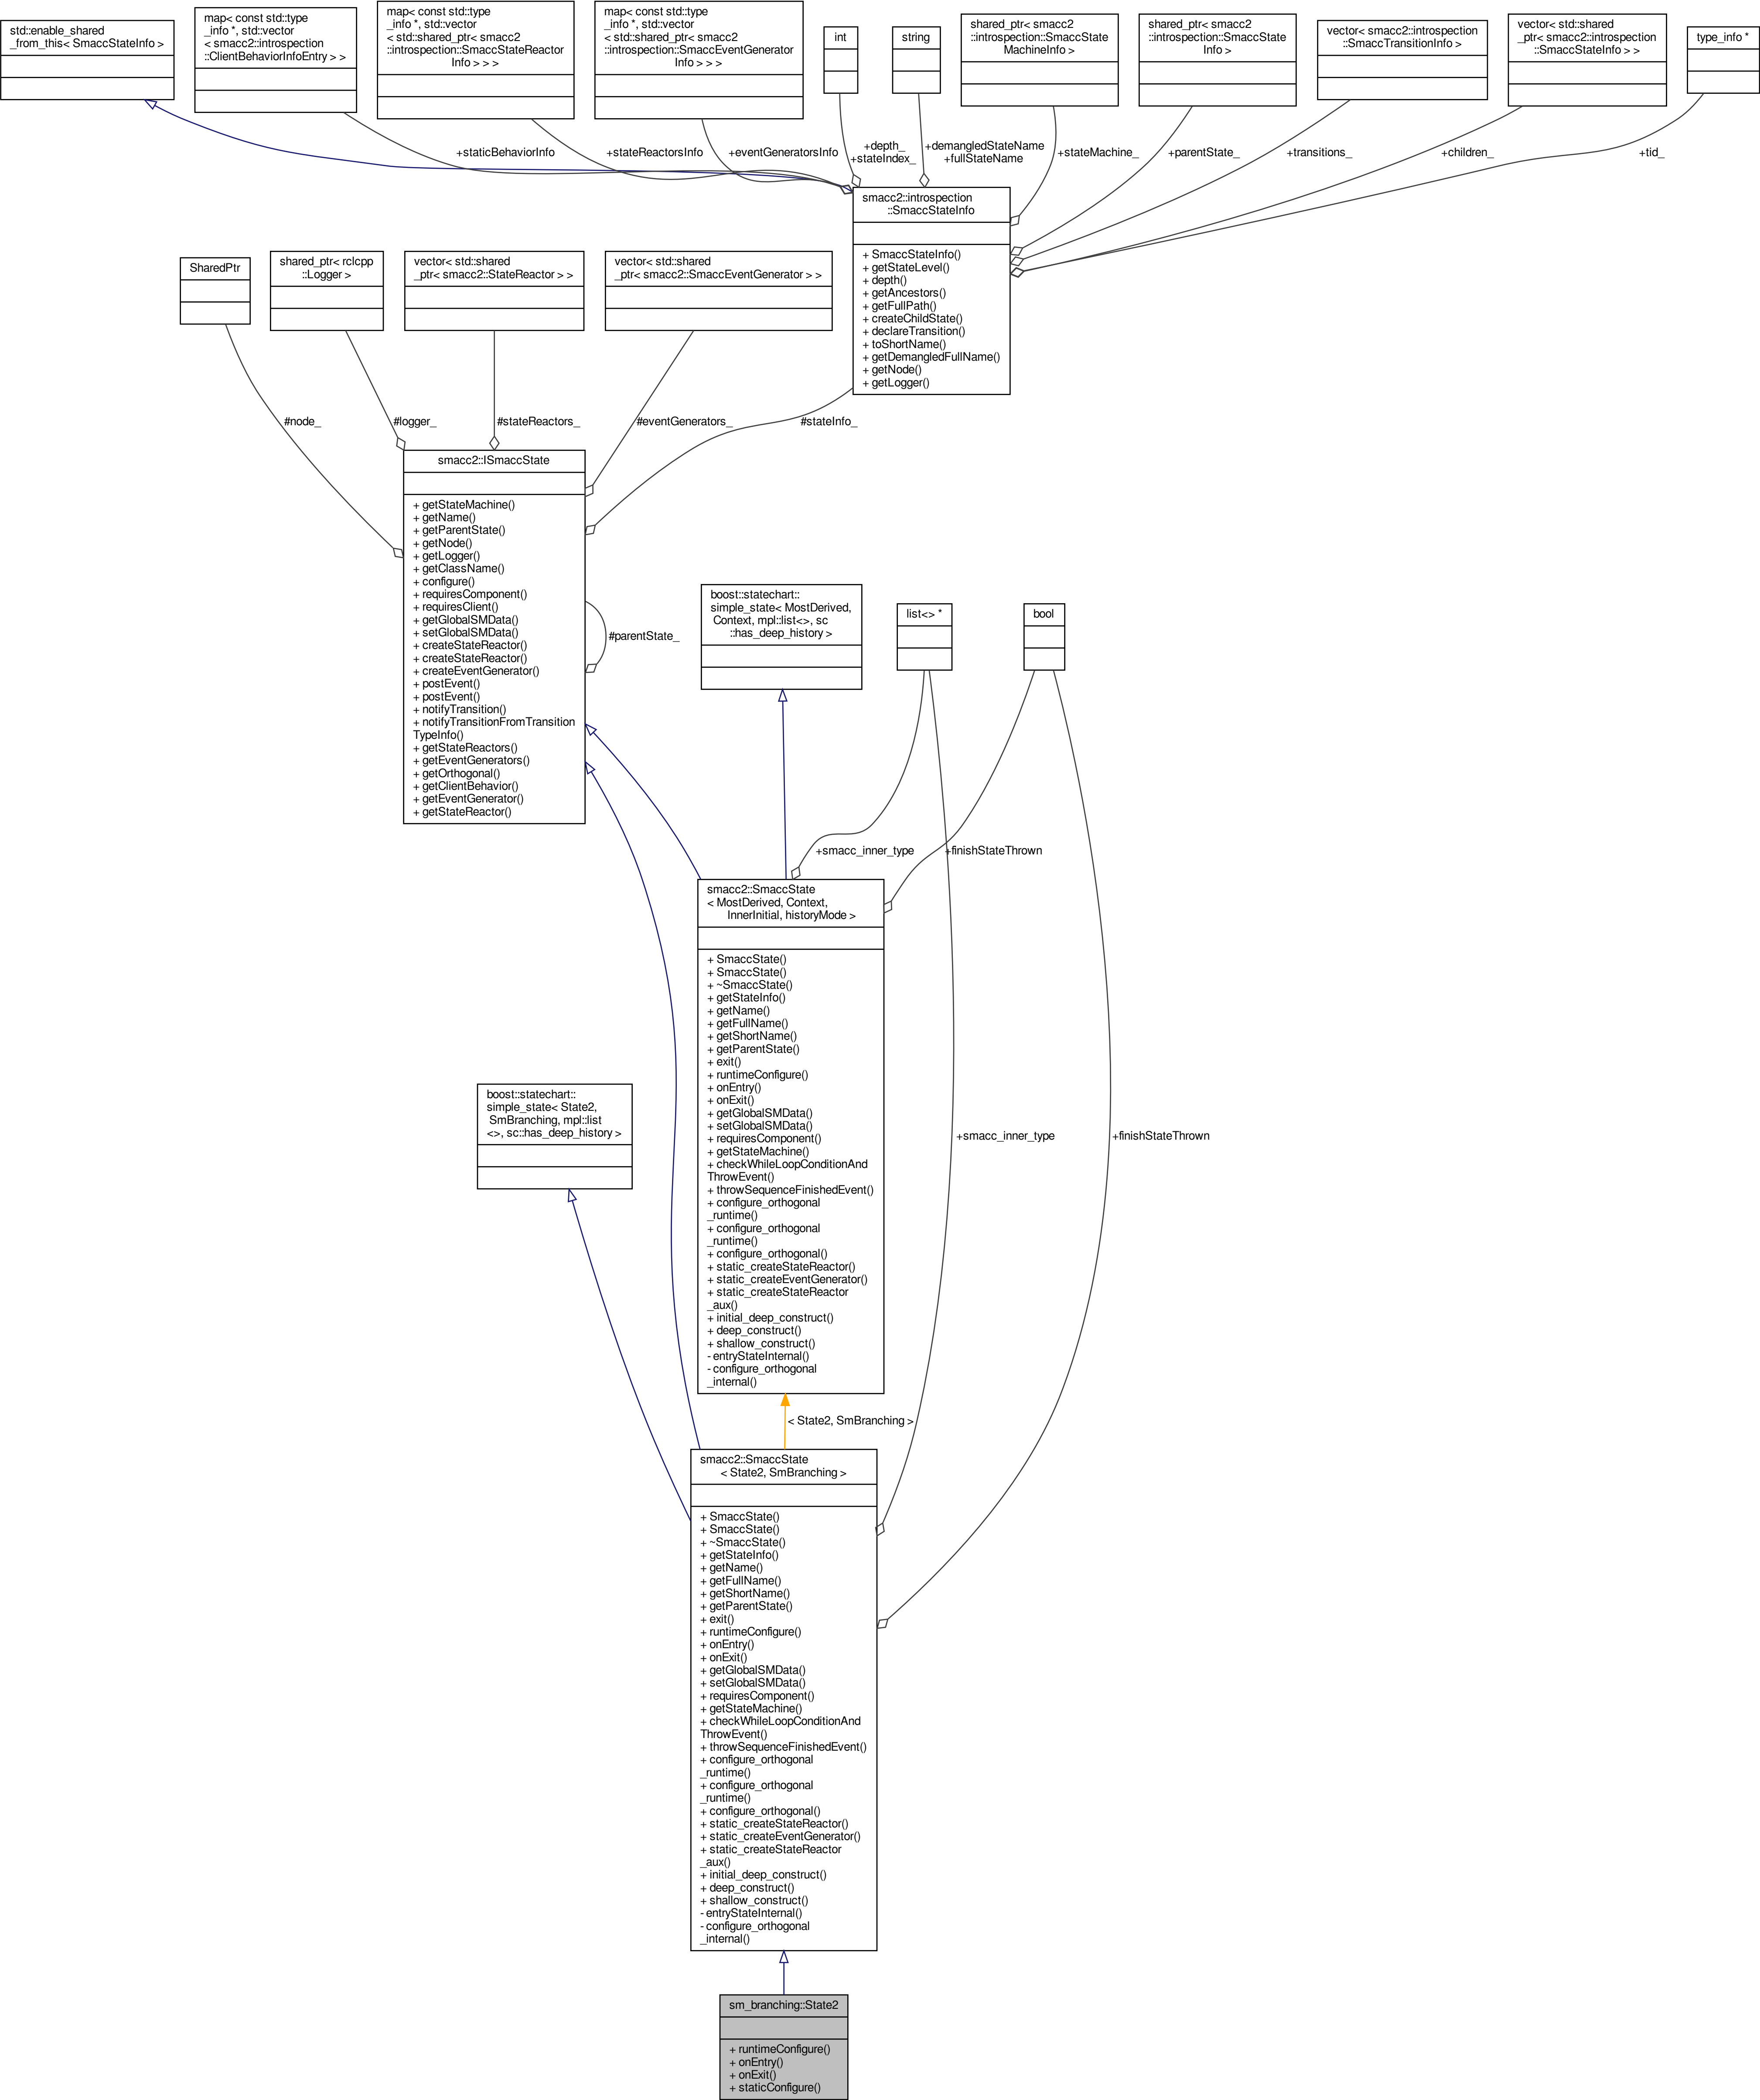 std::enable_shared
_from_this< SmaccStateInfo >
map< const std::type
_info *, std::vector
< smacc2::introspection
::ClientBehaviorInfoEntry > >
map< const std::type
_info *, std::vector
< std::shared_ptr< smacc2
::introspection::SmaccStateReactor
Info > > >
map< const std::type
_info *, std::vector
< std::shared_ptr< smacc2
::introspection::SmaccEventGenerator
Info > > >
int
string
shared_ptr< smacc2
::introspection::SmaccState
MachineInfo >
shared_ptr< smacc2
::introspection::SmaccState
Info >
vector< smacc2::introspection
::SmaccTransitionInfo >
vector< std::shared
_ptr< smacc2::introspection
::SmaccStateInfo > >
type_info *
+staticBehaviorInfo
+stateReactorsInfo
+eventGeneratorsInfo
+depth_
+stateIndex_
+demangledStateName
+fullStateName
+stateMachine_
+parentState_
+transitions_
+children_
+tid_
smacc2::introspection
::SmaccStateInfo
+ SmaccStateInfo()
+ getStateLevel()
+ depth()
+ getAncestors()
+ getFullPath()
+ createChildState()
+ declareTransition()
+ toShortName()
+ getDemangledFullName()
+ getNode()
+ getLogger()
SharedPtr
shared_ptr< rclcpp
::Logger >
vector< std::shared
_ptr< smacc2::StateReactor > >
vector< std::shared
_ptr< smacc2::SmaccEventGenerator > >
#node_
#logger_
#stateReactors_
#eventGenerators_
#stateInfo_
smacc2::ISmaccState
+ getStateMachine()
+ getName()
+ getParentState()
+ getNode()
+ getLogger()
+ getClassName()
+ configure()
+ requiresComponent()
+ requiresClient()
+ getGlobalSMData()
+ setGlobalSMData()
+ createStateReactor()
+ createStateReactor()
+ createEventGenerator()
+ postEvent()
+ postEvent()
+ notifyTransition()
+ notifyTransitionFromTransition
TypeInfo()
+ getStateReactors()
+ getEventGenerators()
+ getOrthogonal()
+ getClientBehavior()
+ getEventGenerator()
+ getStateReactor()
#parentState_
boost::statechart::
simple_state< MostDerived,
Context, mpl::list<>, sc
::has_deep_history >
list<> *
bool
+smacc_inner_type
+finishStateThrown
smacc2::SmaccState
< MostDerived, Context,
InnerInitial, historyMode >
+ SmaccState()
+ SmaccState()
+ ~SmaccState()
+ getStateInfo()
+ getName()
+ getFullName()
+ getShortName()
+ getParentState()
+ exit()
+ runtimeConfigure()
+ onEntry()
+ onExit()
+ getGlobalSMData()
+ setGlobalSMData()
+ requiresComponent()
+ getStateMachine()
+ checkWhileLoopConditionAnd
ThrowEvent()
+ throwSequenceFinishedEvent()
+ configure_orthogonal
_runtime()
+ configure_orthogonal
_runtime()
+ configure_orthogonal()
+ static_createStateReactor()
+ static_createEventGenerator()
+ static_createStateReactor
_aux()
+ initial_deep_construct()
+ deep_construct()
+ shallow_construct()
- entryStateInternal()
- configure_orthogonal
_internal()
boost::statechart::
simple_state< State2,
SmBranching, mpl::list
<>, sc::has_deep_history >
+smacc_inner_type
+finishStateThrown
< State2, SmBranching >
smacc2::SmaccState
< State2, SmBranching >
+ SmaccState()
+ SmaccState()
+ ~SmaccState()
+ getStateInfo()
+ getName()
+ getFullName()
+ getShortName()
+ getParentState()
+ exit()
+ runtimeConfigure()
+ onEntry()
+ onExit()
+ getGlobalSMData()
+ setGlobalSMData()
+ requiresComponent()
+ getStateMachine()
+ checkWhileLoopConditionAnd
ThrowEvent()
+ throwSequenceFinishedEvent()
+ configure_orthogonal
_runtime()
+ configure_orthogonal
_runtime()
+ configure_orthogonal()
+ static_createStateReactor()
+ static_createEventGenerator()
+ static_createStateReactor
_aux()
+ initial_deep_construct()
+ deep_construct()
+ shallow_construct()
- entryStateInternal()
- configure_orthogonal
_internal()
sm_branching::State2
+ runtimeConfigure()
+ onEntry()
+ onExit()
+ staticConfigure()